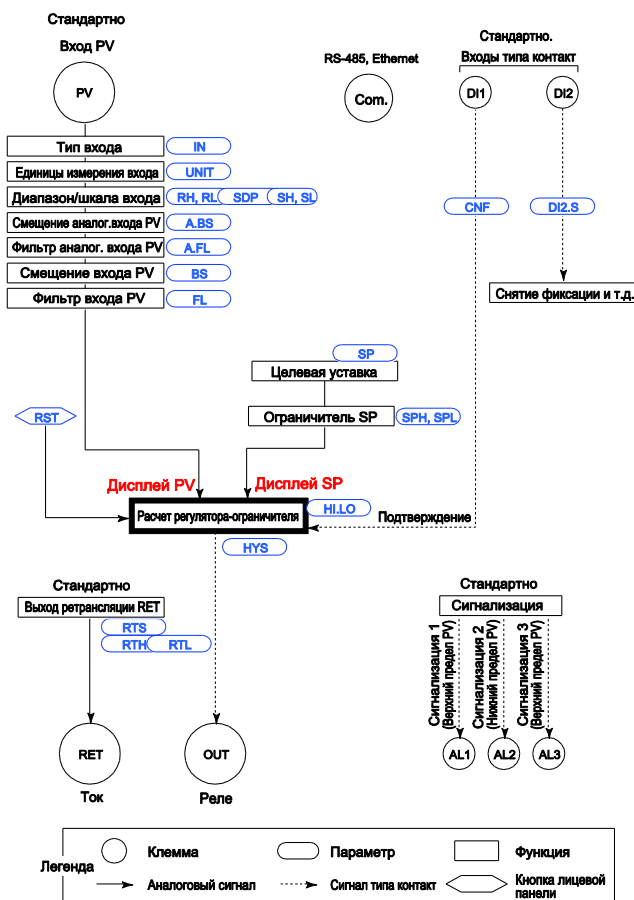 Стандартно
Вход PV
PV
RS-485, Ethernet
Com.
Стандартно.
Входы типа контакт
DI1
DI2
Тип входа
IN
Единицы измерения входа
UNIT
Диапазон/шкала входа
RH, RL
SDP
SH, SL
Смещение аналог.входа PV
A.BS
Фильтр аналог. входа PV
A.FL
Смещение входа PV
BS
Фильтр входа PV
FL
CNF
DI2.S
Снятие фиксации и т.д.
SP
Целевая уставка
Ограничитель SP
SPH, SPL
RST
Дисплей PV
Дисплей SP
Расчет регулятора-ограничителя
HI.LO
Подтверждение
HYS
Стандартно
Выход ретрансляции RET
RTS
RTH
RTL
RET
Ток
OUT
Реле
Стандартно
Сигнализация
Сигнализация 1
(Верхний предел PV)
Сигнализация 2
(Нижний предел PV)
Сигнализация 3
(Верхний предел PV)
AL1
AL2
AL3
Легенда
Клемма
Параметр
Функция
Аналоговый сигнал
Сигнал типа контакт
Кнопка лицевой
панели